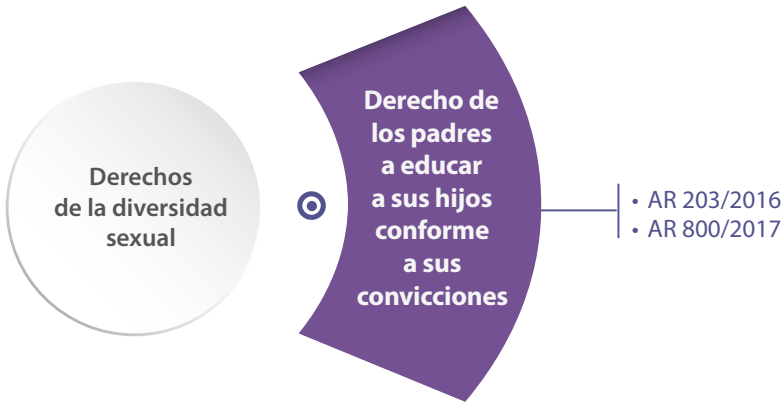 Derechos
de la diversidad
sexual
Derecho de
los padres
a educar
a sus hijos
conforme
a sus
convicciones
• AR 203/2016
• AR 800/2017